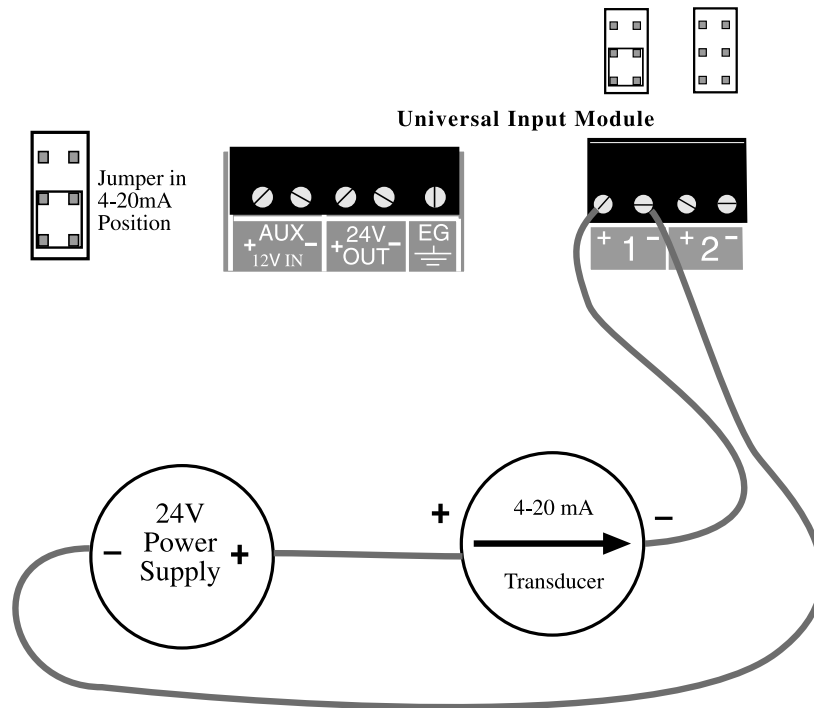 Universal Input Module
Jumper in
4-20mA
Position
+ AUX -
12V IN
+ 24V -
OUT
EG
+ 1 -
+ 2 -
24V
Power
Supply
- +
+ 4-20 mA -
Transducer